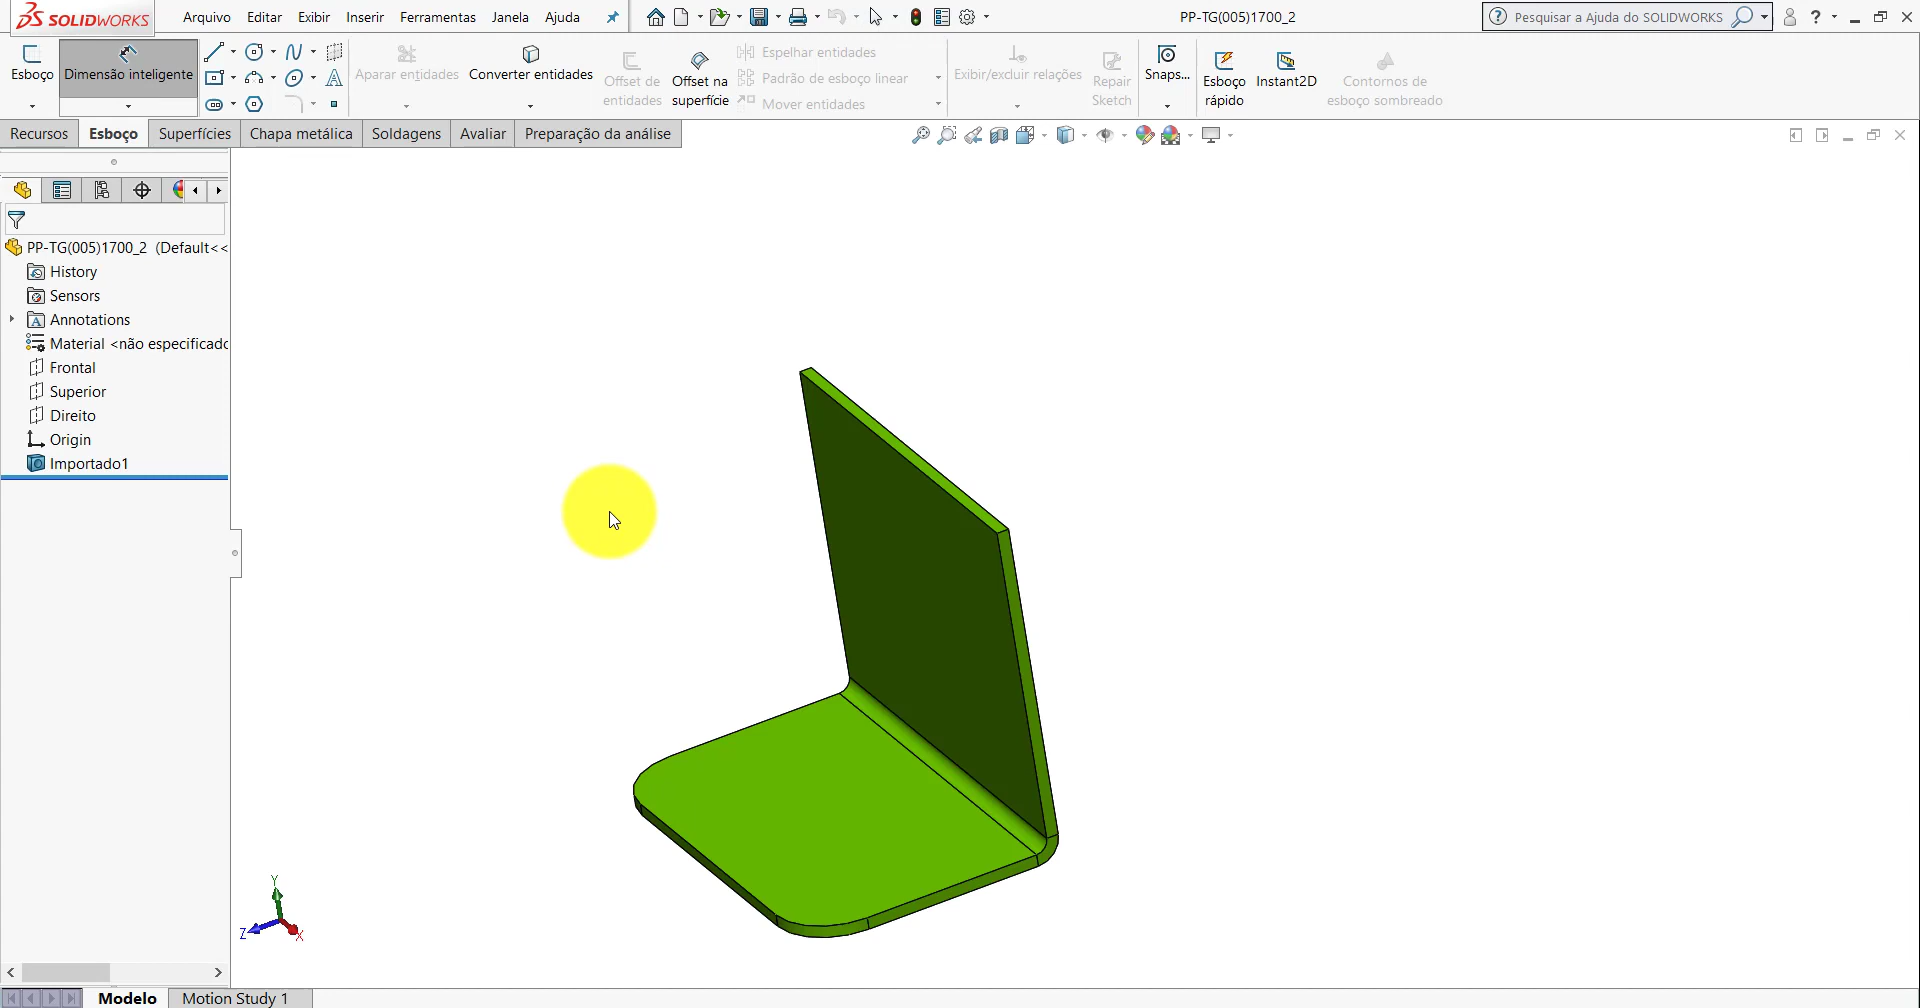 SOLIDWORKS
Arquivo
Editar
Exibir
Inserir
Ferramentas
Janela
Ajuda
PP-TG(005)1700_2
Pesquisar a Ajuda do SOLIDWORKS
Esboço
Dimensão inteligente
Aparar entidades
Converter entidades
Offset de entidades
Offset na superfície
Espelhar entidades
Padrão de esboço linear
Mover entidades
Exibir/excluir relações
Repair Sketch
Snaps...
Esboço rápido
Instant2D
Contornos de esboço sombreado
Recursos
Esboço
Superfícies
Chapa metálica
Soldagens
Avaliar
Preparação da análise
PP-TG(005)1700_2 (Default<<
History
Sensors
Annotations
Material <não especificado
Frontal
Superior
Direito
Origin
Importado1
Y
Z
X
Modelo
Motion Study 1